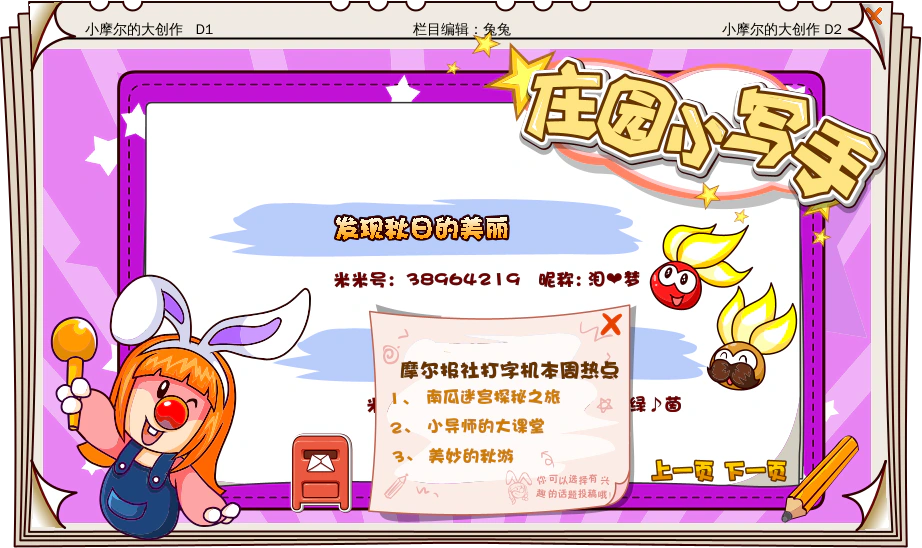 小摩尔的大创作 D1
栏目编辑：兔兔
小摩尔的大创作 D2
庄园小写手
发现秋日的美丽
米米号：38964219 昵称：淘❤梦
摩尔报社打字机本周热点
1、 南瓜迷宫探秘之旅
米
绿♪茵
2、 小导师的大课堂
3、 美妙的秋游
你可以选择有兴
趣的话题投稿哦！
上一页 下一页